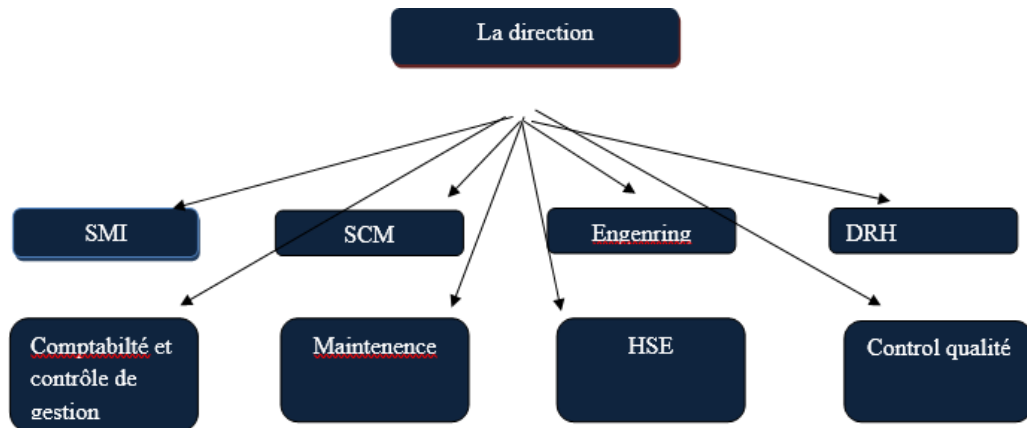 La direction
SMI
SCM
Engenring
DRH
Comptabilté et
contrôle de
gestion
Maintenence
HSE
Control qualité